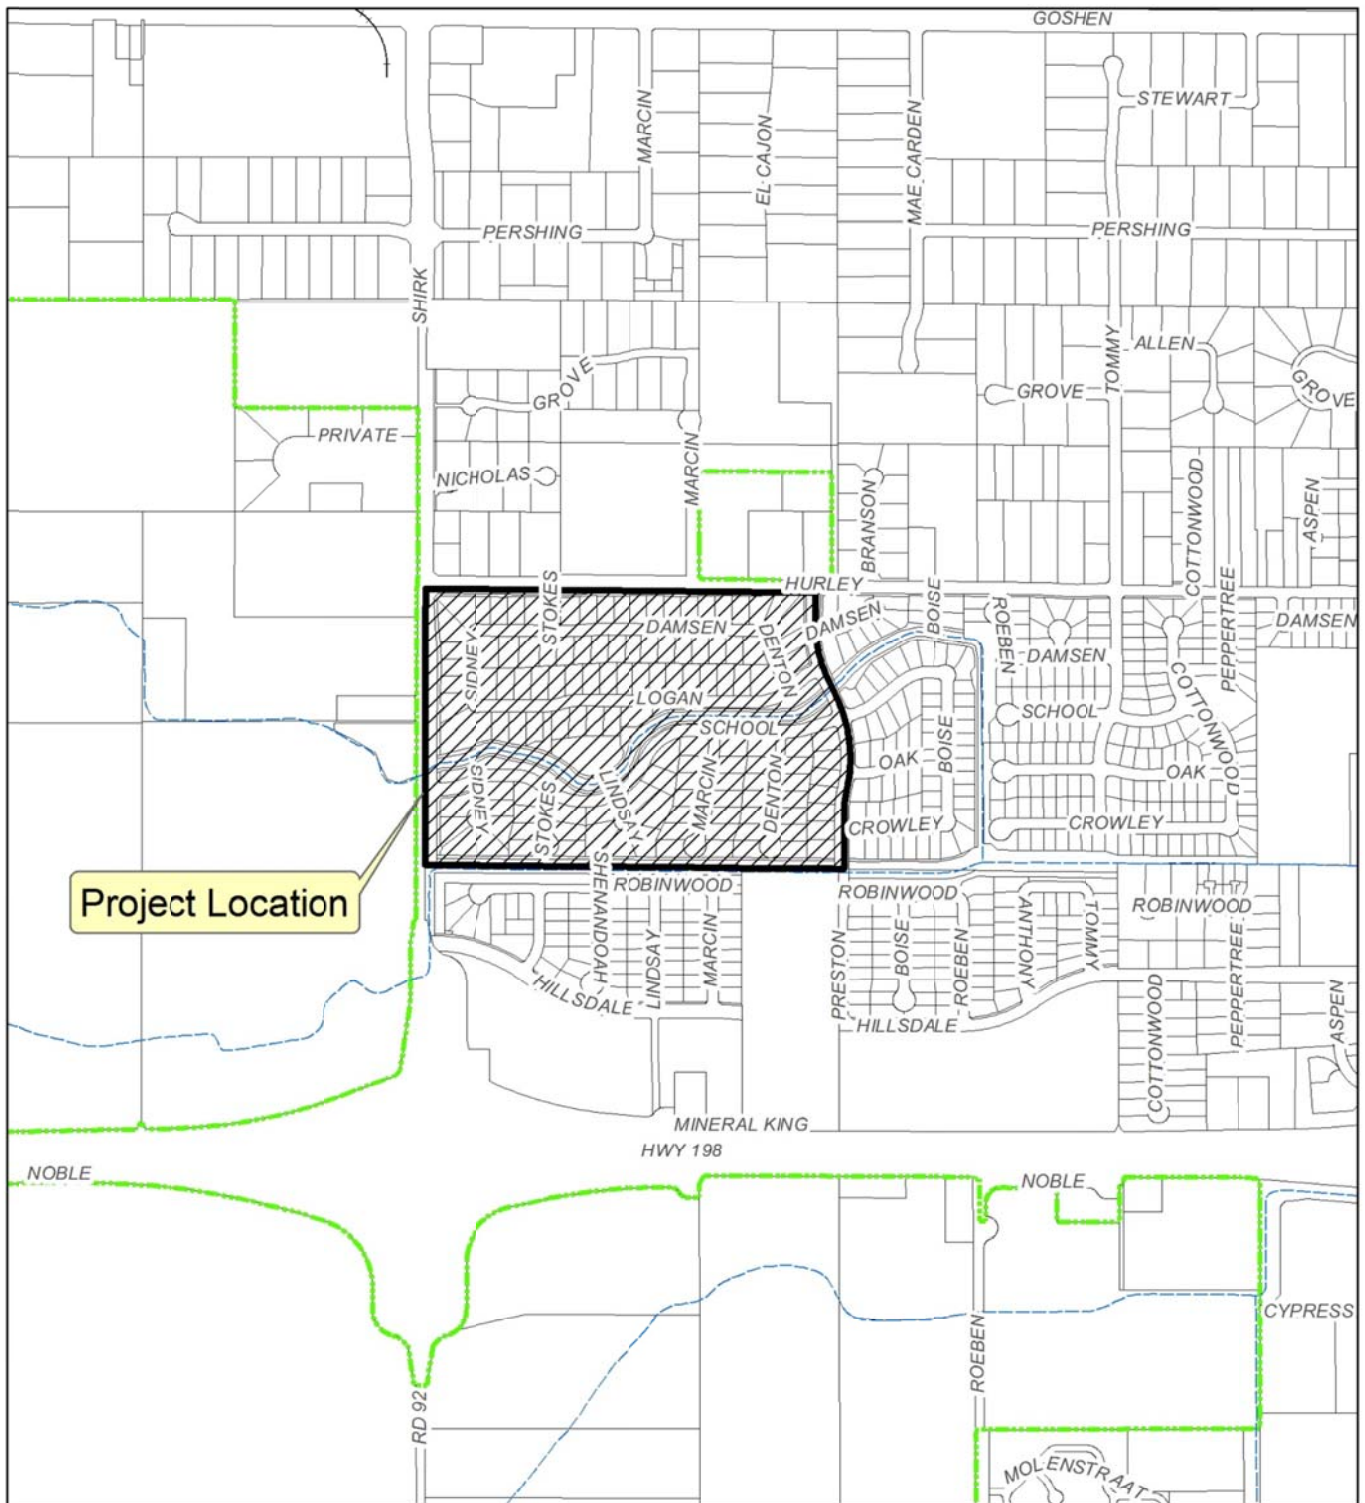 GOSHEN
STEWART
MARCIN
EL CAJON
MAE CARDEN
PERSHING
PERSHING
SHIRK
ALLEN
TOMMY
GROVE
GROVE
GROVE
PRIVATE
MARCIN
NICHOLAS
COTTONWOOD
ASPEN
BRANSON
HURLEY
BOISE
STOKES
DAMSEN
DENTON
DAMSEN
ROEBEN
DAMSEN
PEPPERTREE
DAMSEN
SIDNEY
LOGAN
SCHOOL
SCHOOL
COTTONWOOD
BOISE
OAK
OAK
SIDNEY
STOKES
LINDSAY
MARCIN
DENTON
CROWLEY
CROWLEY
Project Location
SHENANDOAH
ROBINWOOD
ROBINWOOD
ROBINWOOD
LINDSAY
MARCIN
PRESTON
BOISE
ROEBEN
ANTHONY
TOMMY
PEPPERTREE
HILLSDALE
HILLSDALE
COTTONWOOD
ASPEN
MINERAL KING
HWY 198
NOBLE
NOBLE
CYPRESS
ROEBEN
RD 92
MOLENSTRAAT